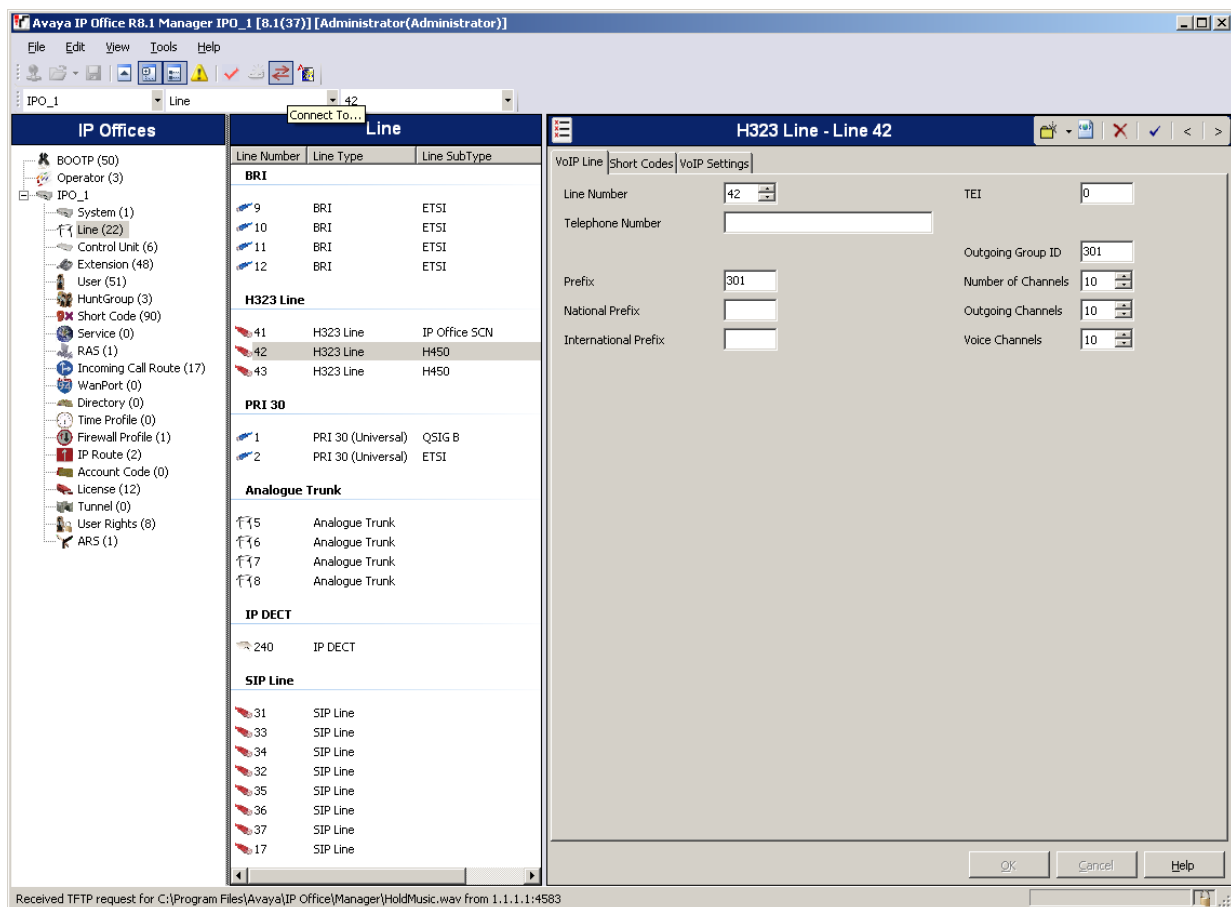 Avaya IP Office R8.1 Manager IPO_1 [8.1(37)] [Administrator(Administrator)]
File Edit View Tools Help
IPO_1 Line 42
Connect To...
IP Offices
BOOTP (50)
Operator (3)
IPO_1
System (1)
Line (22)
Control Unit (6)
Extension (48)
User (51)
HuntGroup (3)
Short Code (90)
Service (0)
RAS (1)
Incoming Call Route (17)
WanPort (0)
Directory (0)
Time Profile (0)
Firewall Profile (1)
IP Route (2)
Account Code (0)
License (12)
Tunnel (0)
User Rights (8)
ARS (1)
Line
Line Number Line Type Line SubType
BRI
9 BRI ETSI
10 BRI ETSI
11 BRI ETSI
12 BRI ETSI
H323 Line
41 H323 Line IP Office SCN
42 H323 Line H450
43 H323 Line H450
PRI 30
1 PRI 30 (Universal) QSIG B
2 PRI 30 (Universal) ETSI
Analogue Trunk
5 Analogue Trunk
6 Analogue Trunk
7 Analogue Trunk
8 Analogue Trunk
IP DECT
240 IP DECT
SIP Line
31 SIP Line
33 SIP Line
34 SIP Line
32 SIP Line
35 SIP Line
36 SIP Line
37 SIP Line
17 SIP Line
H323 Line - Line 42
VoIP Line Short Codes VoIP Settings
Line Number 42 TEI 0
Telephone Number
Outgoing Group ID 301
Prefix 301 Number of Channels 10
National Prefix Outgoing Channels 10
International Prefix Voice Channels 10
OK Cancel Help
Received TFTP request for C:\Program Files\Avaya\IP Office\Manager\HoldMusic.wav from 1.1.1.1:4583